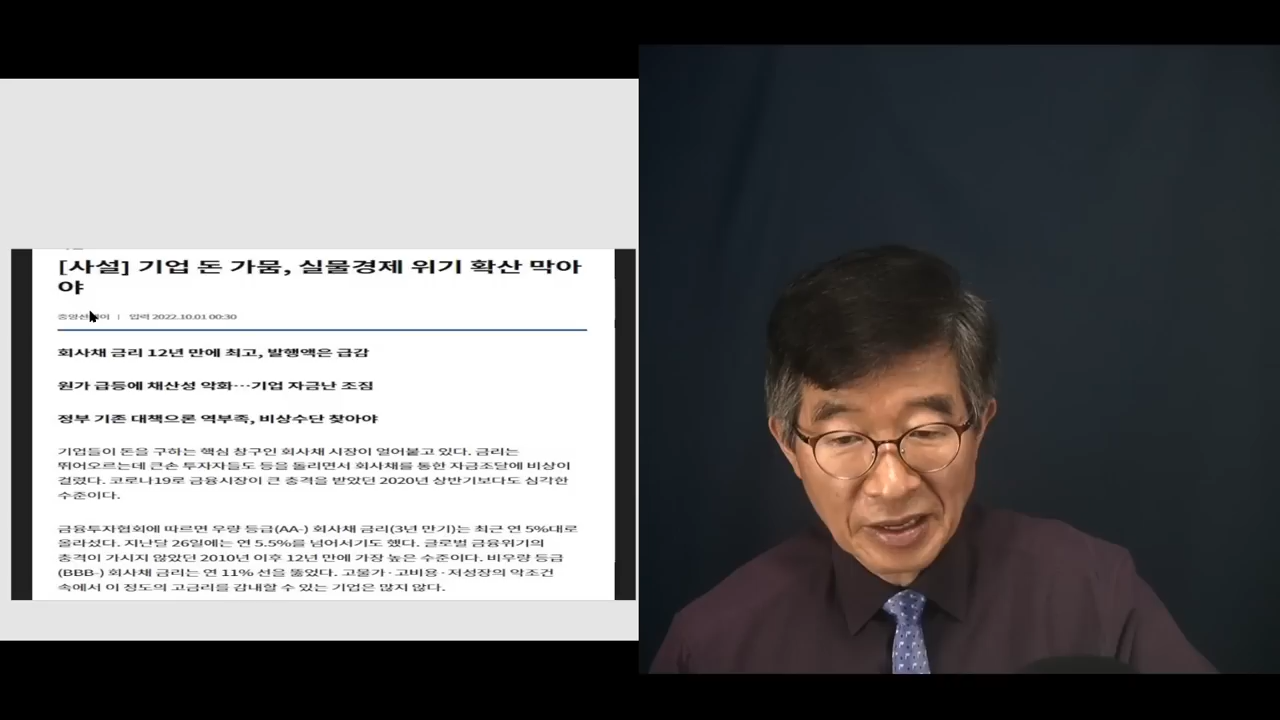 [사설] 기업 돈 가뭄, 실물경제 위기 확산 막아
야
입력 2022.10.01 00:30
회사채 금리 12년 만에 최고, 발행액은 급감
원가 급등에 채산성 악화…기업 자금난 조짐
정부 기존 대책으론 역부족, 비상수단 찾아야
기업들이 돈을 구하는 핵심 창구인 회사채 시장이 얼어붙고 있다. 금리는
뛰어오르는데 큰손 투자자들도 등을 돌리면서 회사채를 통한 자금조달에 비상이
걸렸다. 코로나19로 금융시장이 큰 충격을 받았던 2020년 상반기보다도 심각한
수준이다.
금융투자협회에 따르면 우량 등급(AA-) 회사채 금리(3년 만기)는 최근 연 5%대로
올라섰다. 지난달 26일에는 연 5.5%를 넘어서기도 했다. 글로벌 금융위기의
충격이 가시지 않았던 2010년 이후 12년 만에 가장 높은 수준이다. 비우량 등급
(BBB-) 회사채 금리는 연 11% 선을 뚫었다. 고물가·고비용·저성장의 악조건
속에서 이 정도의 고금리를 감내할 수 있는 기업은 많지 않다.